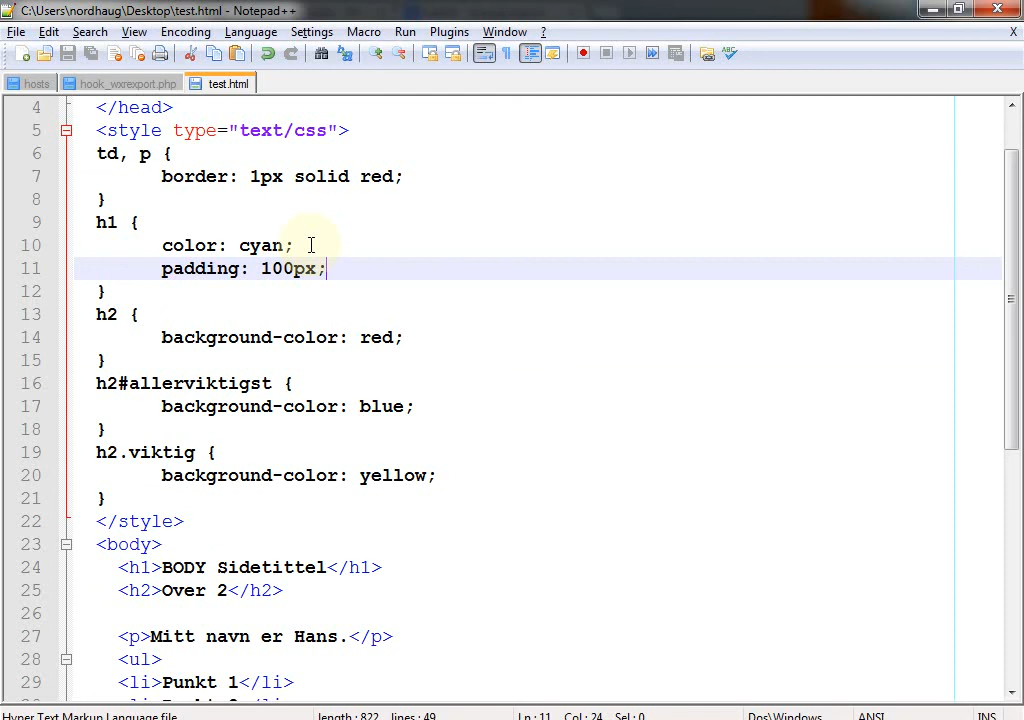 C:\Users\nordhaug\Desktop\test.html - Notepad++
File Edit Search View Encoding Language Settings Macro Run Plugins Window ? X
hosts hook_wxrexport.php test.html
4 </head>
5 <style type="text/css">
6 td, p {
7 border: 1px solid red;
8 }
9 h1 {
10 color: cyan;
11 padding: 100px;
12 }
13 h2 {
14 background-color: red;
15 }
16 h2#allerviktigst {
17 background-color: blue;
18 }
19 h2.viktig {
20 background-color: yellow;
21 }
22 </style>
23 <body>
24 <h1>BODY Sidetittel</h1>
25 <h2>Over 2</h2>
26
27 <p>Mitt navn er Hans.</p>
28 <ul>
29 <li>Punkt 1</li>
Hyper Text Markup Language file length : 822 lines : 49 Ln : 11 Col : 24 Sel : 0 Dos\Windows ANSI INS